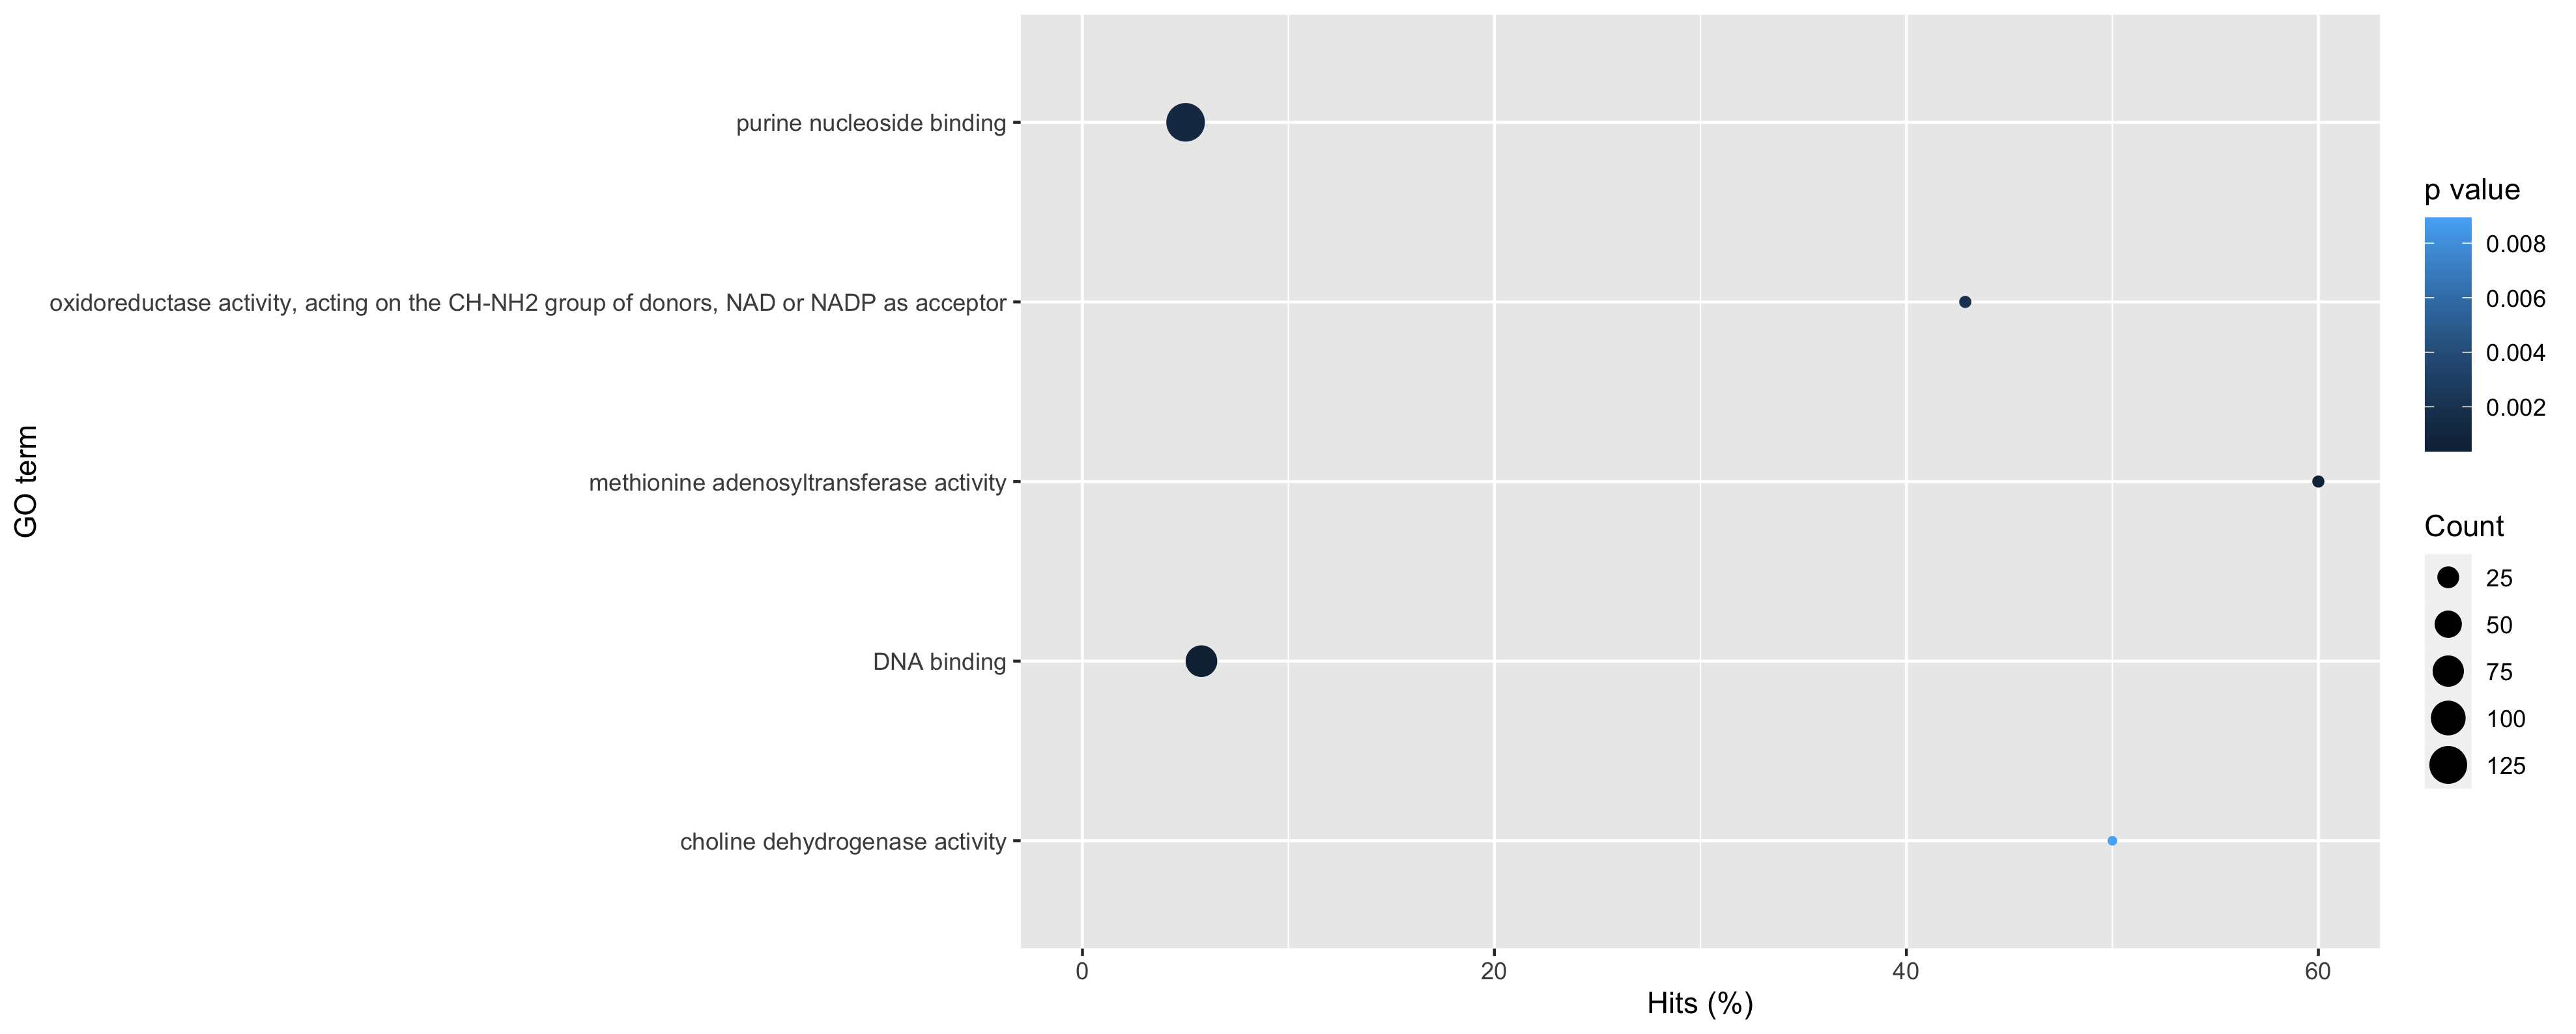 GO term
purine nucleoside binding
oxidoreductase activity, acting on the CH-NH2 group of donors, NAD or NADP as acceptor
methionine adenosyltransferase activity
DNA binding
choline dehydrogenase activity
0
20
40
60
Hits (%)
p value
0.008
0.006
0.004
0.002
Count
25
50
75
100
125